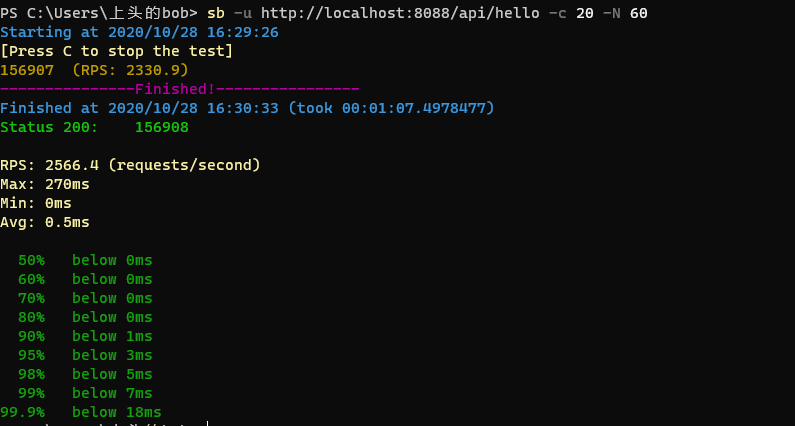 PS C:\Users\上头的bob> sb -u http://localhost:8088/api/hello -c 20 -N 60
Starting at 2020/10/28 16:29:26
[Press C to stop the test]
156907  (RPS: 2330.9)
---------------Finished!----------------
Finished at 2020/10/28 16:30:33 (took 00:01:07.4978477)
Status 200:    156908
RPS: 2566.4 (requests/second)
Max: 270ms
Min: 0ms
Avg: 0.5ms
50%   below 0ms
60%   below 0ms
70%   below 0ms
80%   below 0ms
90%   below 1ms
95%   below 3ms
98%   below 5ms
99%   below 7ms
99.9%   below 18ms